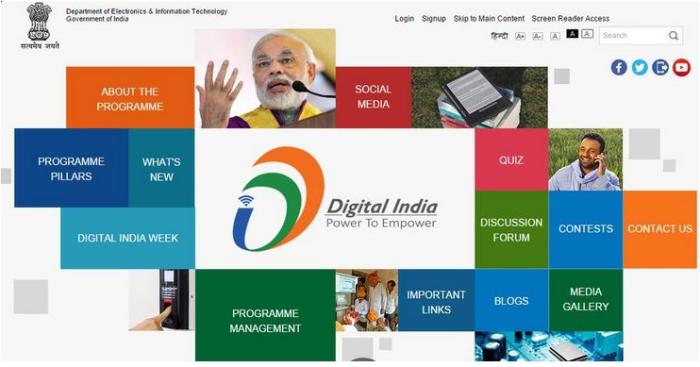 Department of Electronics & Information Technology
Government of India
सत्यमेव जयते
Login Signup Skip to Main Content Screen Reader Access
हिन्दी A+ A- A A A Search
ABOUT THE
PROGRAMME
SOCIAL
MEDIA
PROGRAMME
PILLARS
WHAT'S
NEW
QUIZ
Digital India
Power To Empower
DIGITAL INDIA WEEK
DISCUSSION
FORUM
CONTESTS
CONTACT US
PROGRAMME
MANAGEMENT
IMPORTANT
LINKS
BLOGS
MEDIA
GALLERY